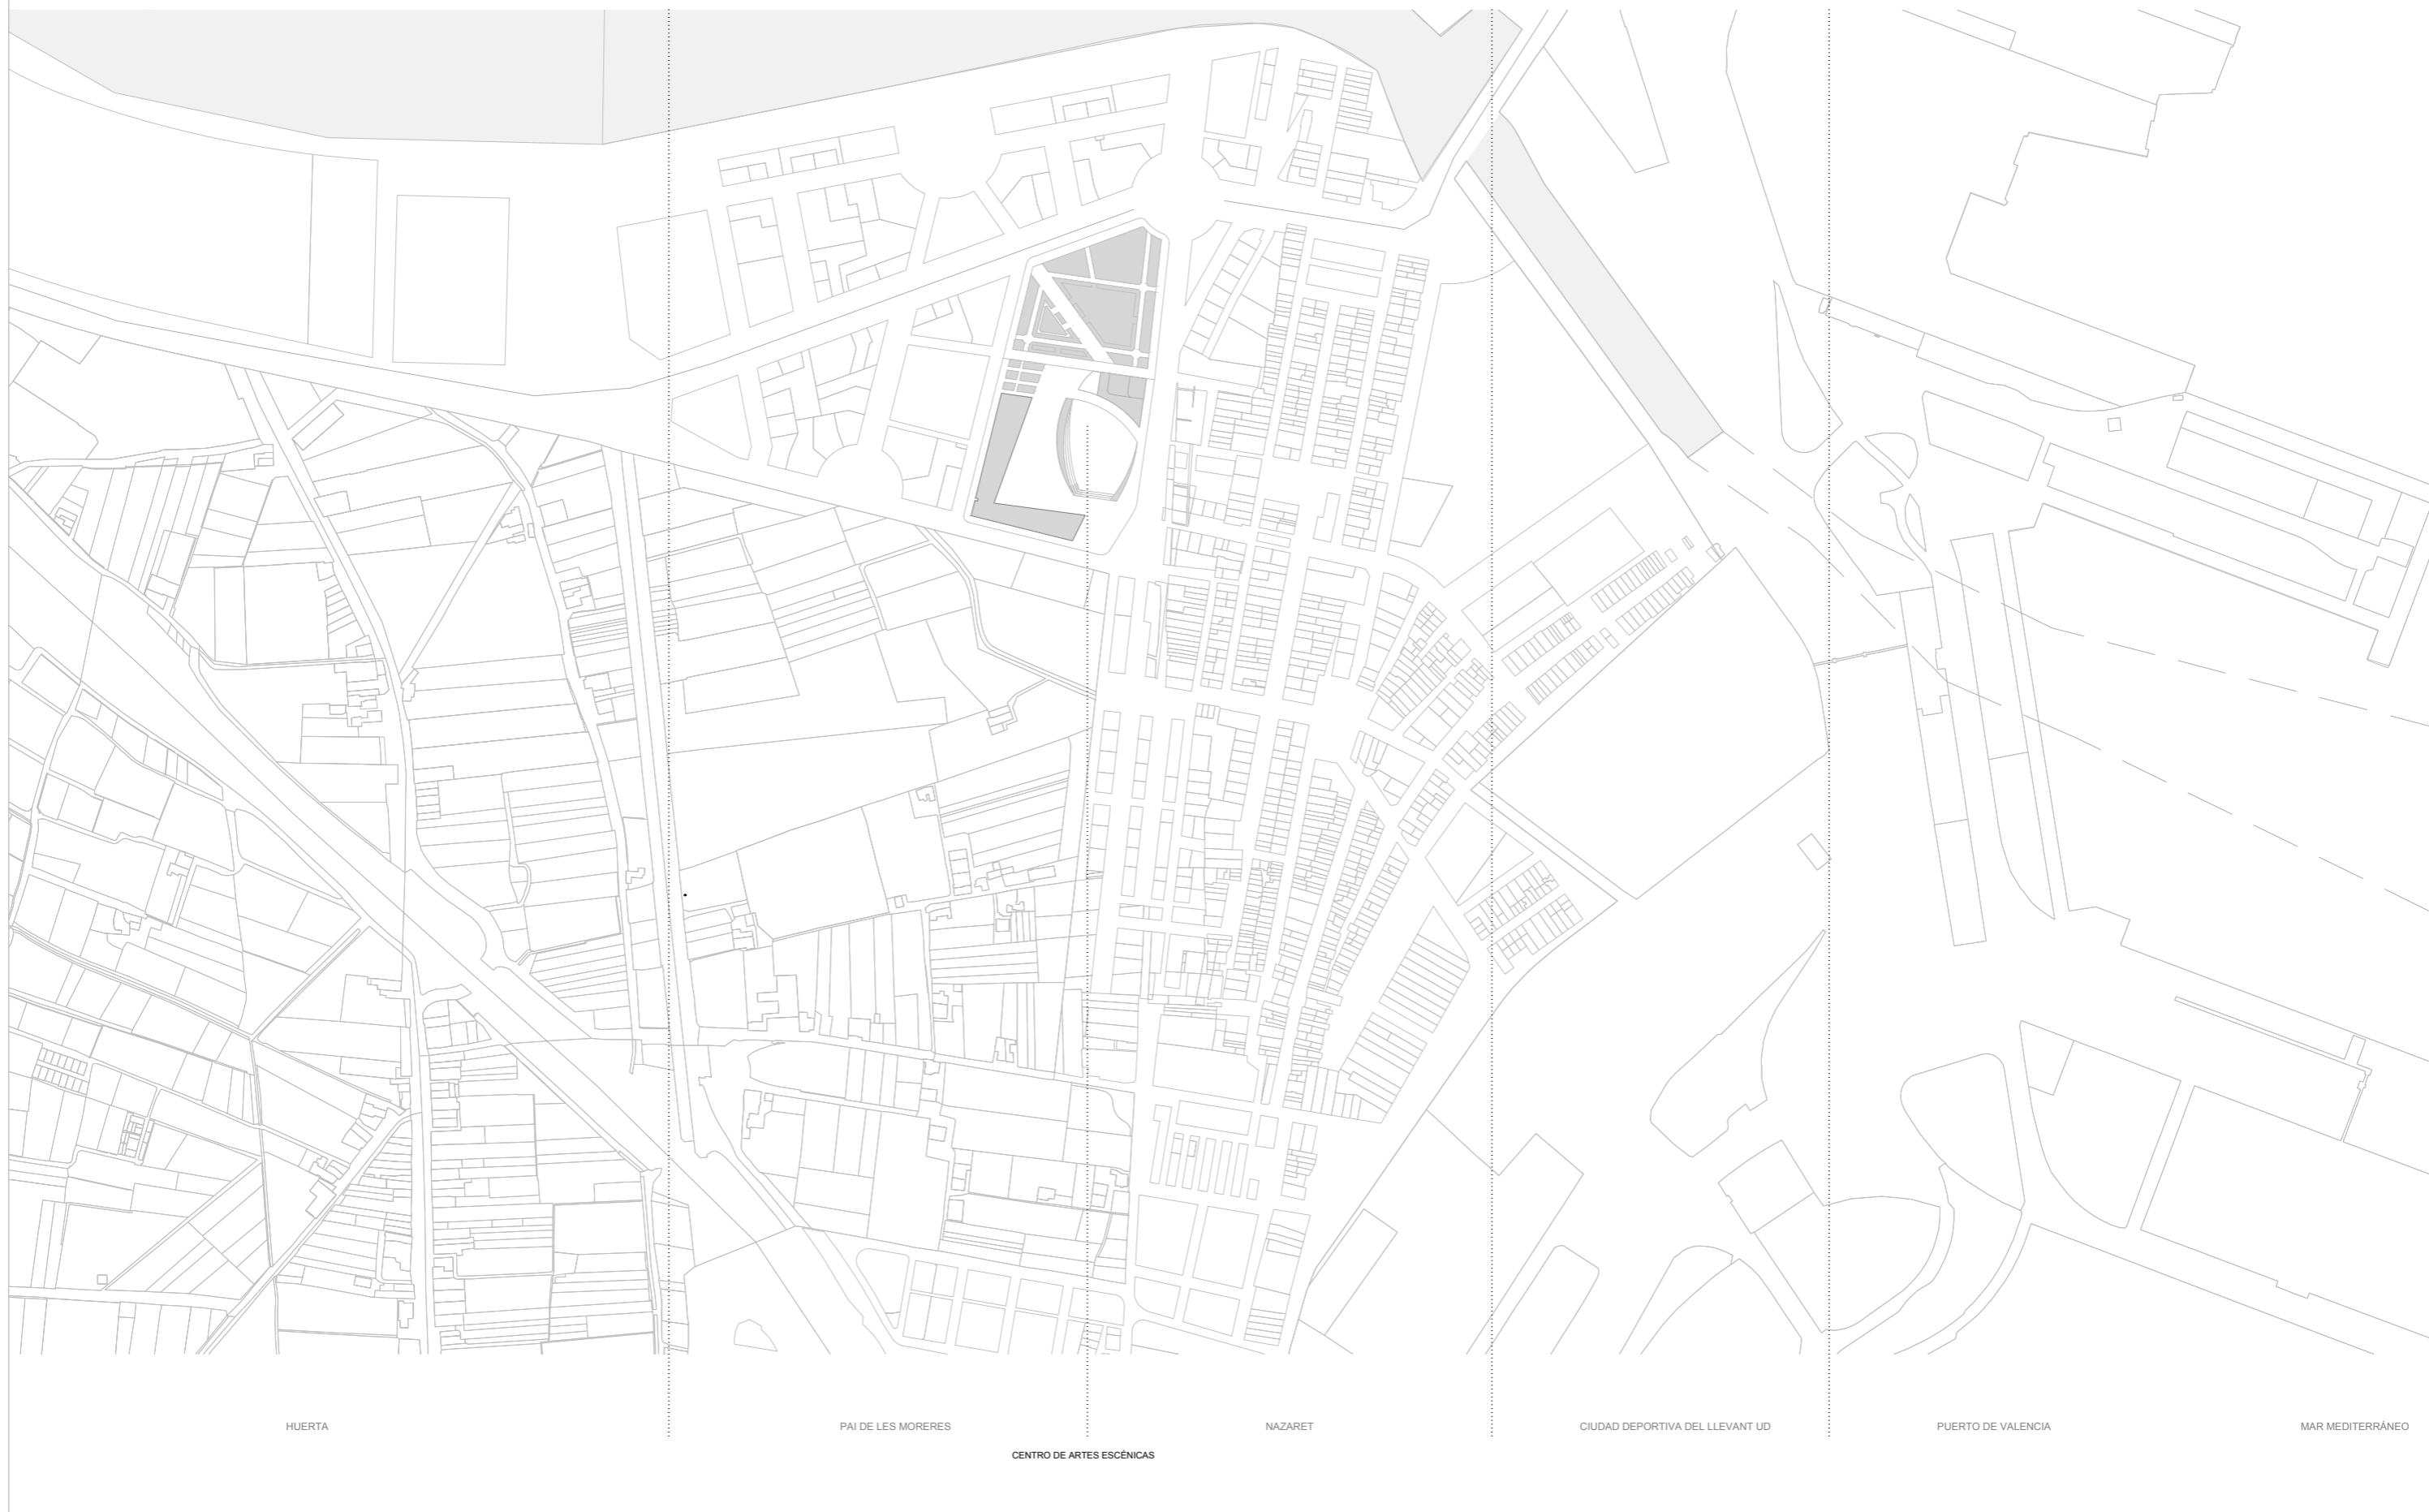 HUERTA
PAI DE LES MORERES
NAZARET
CIUDAD DEPORTIVA DEL LLEVANT UD
PUERTO DE VALENCIA
MAR MEDITERRÁNEO
CENTRO DE ARTES ESCÉNICAS